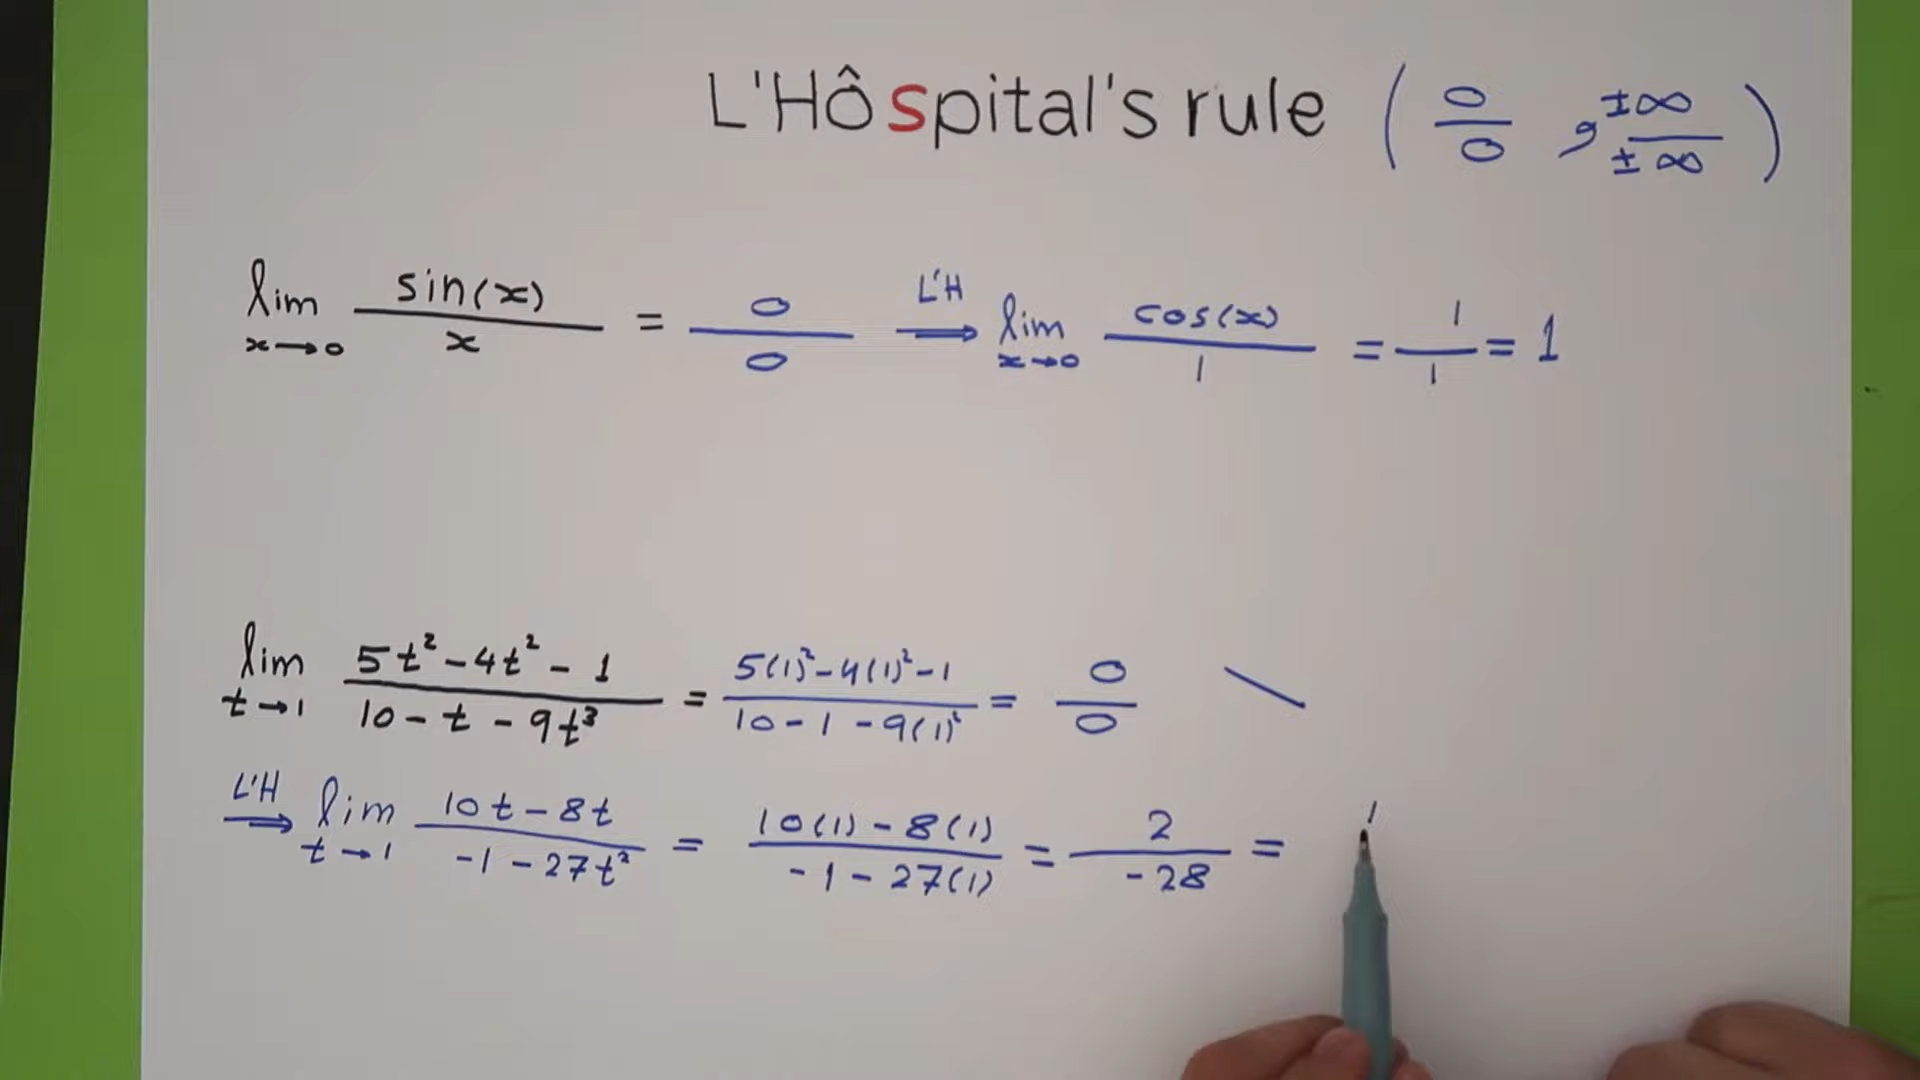 L'Hôspital's rule ( 0/0 , ±∞/±∞ )
lim x→0 sin(x)/x = 0/0 L'H → lim x→0 cos(x)/1 = 1/1 = 1
lim t→1 (5t² - 4t² - 1)/(10 - t - 9t³) = (5(1)² - 4(1)² - 1)/(10 - 1 - 9(1)²) = 0/0 \
L'H → lim t→1 (10t - 8t)/(-1 - 27t²) = (10(1) - 8(1))/(-1 - 27(1)) = 2/-28 = 1